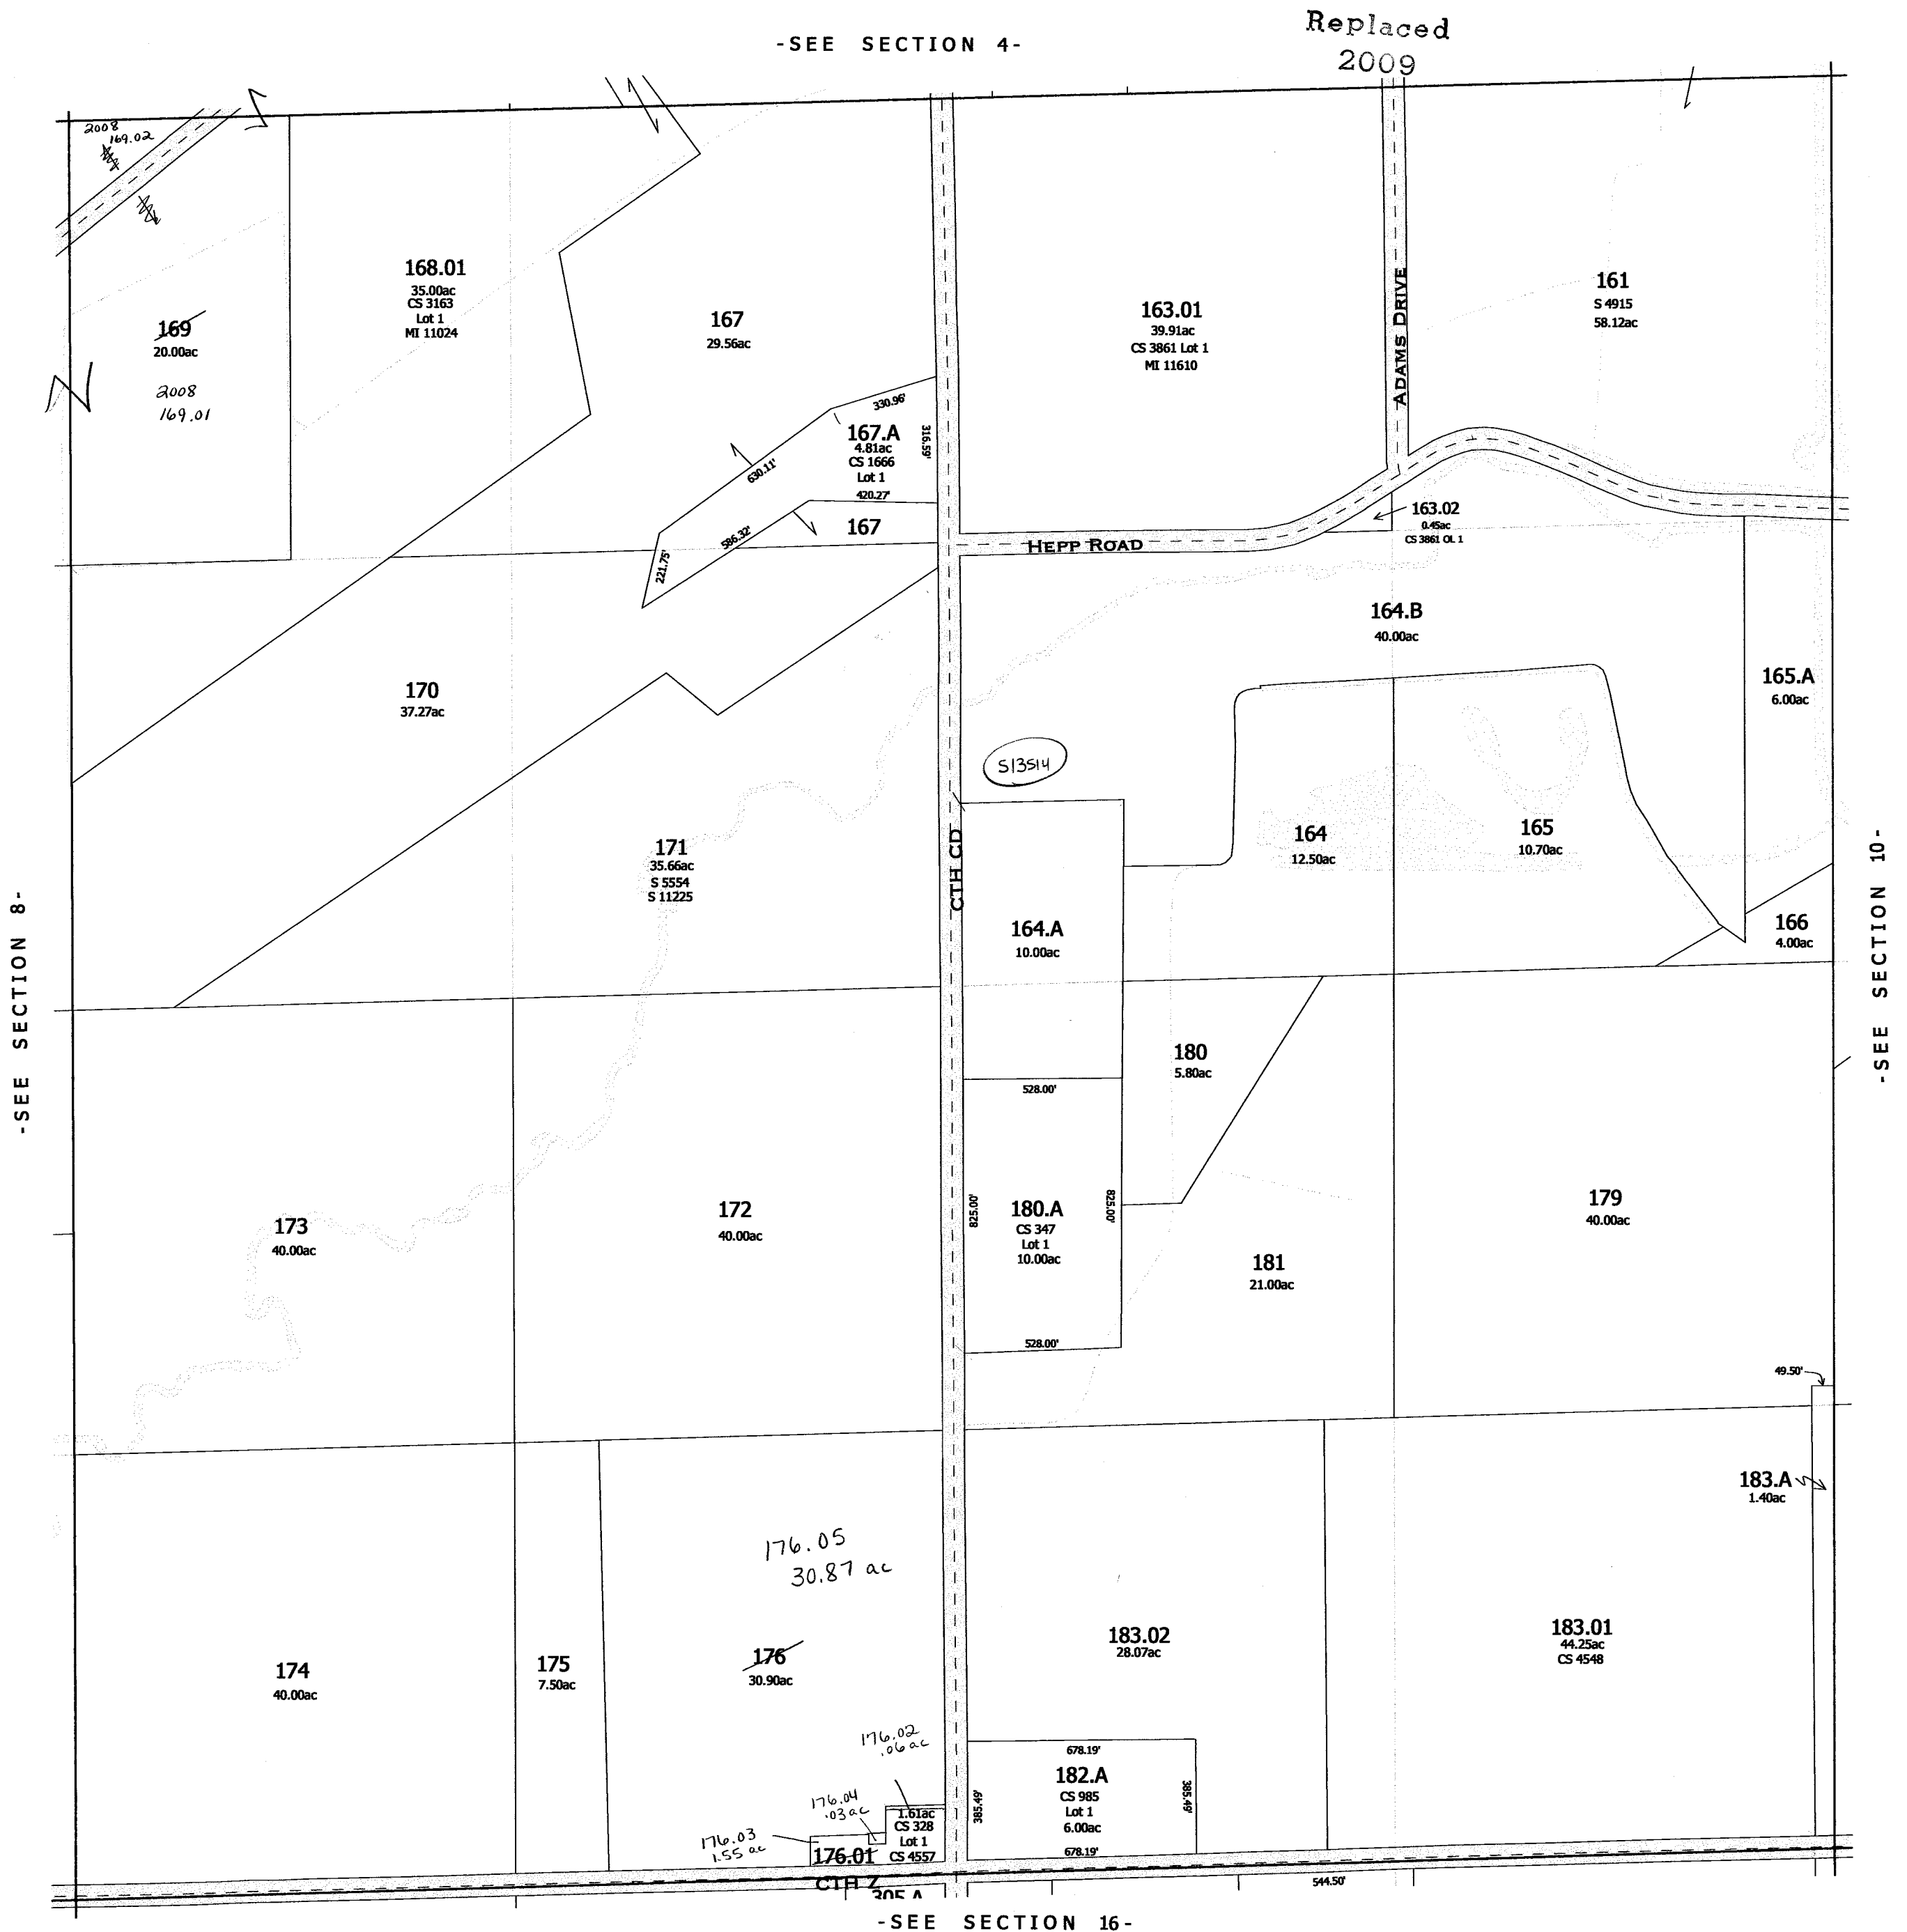 -SEE SECTION 4-
Replaced
2009
2008
169.02
168.01
35.00ac
CS 3163
Lot 1
MI 11024
169
20.00ac
2008
169.01
167
29.56ac
163.01
39.91ac
CS 3861 Lot 1
MI 11610
ADAMS DRIVE
161
S 4915
58.12ac
330.96'
167.A
4.81ac
CS 1666
Lot 1
420.27'
316.59'
630.11'
586.32'
221.75'
167
HEPP ROAD
163.02
0.45ac
CS 3861 OL 1
164.B
40.00ac
165.A
6.00ac
170
37.27ac
S13514
171
35.66ac
S 5554
S 11225
CTH CD
164
12.50ac
165
10.70ac
164.A
10.00ac
166
4.00ac
-SEE SECTION 8-
-SEE SECTION 10-
180
5.80ac
528.00'
173
40.00ac
172
40.00ac
825.00'
180.A
CS 347
Lot 1
10.00ac
825.00'
528.00'
181
21.00ac
179
40.00ac
49.50'
183.A
1.40ac
176.05
30.87 ac
174
40.00ac
175
7.50ac
176
30.90ac
183.02
28.07ac
183.01
44.25ac
CS 4548
176.02
.06 ac
176.04
.03 ac
176.03
1.55 ac
1.61ac
CS 328
Lot 1
CS 4557
176.01
678.19'
182.A
CS 985
Lot 1
6.00ac
385.49'
385.49'
678.19'
CTH Z
305.A
544.50'
-SEE SECTION 16-